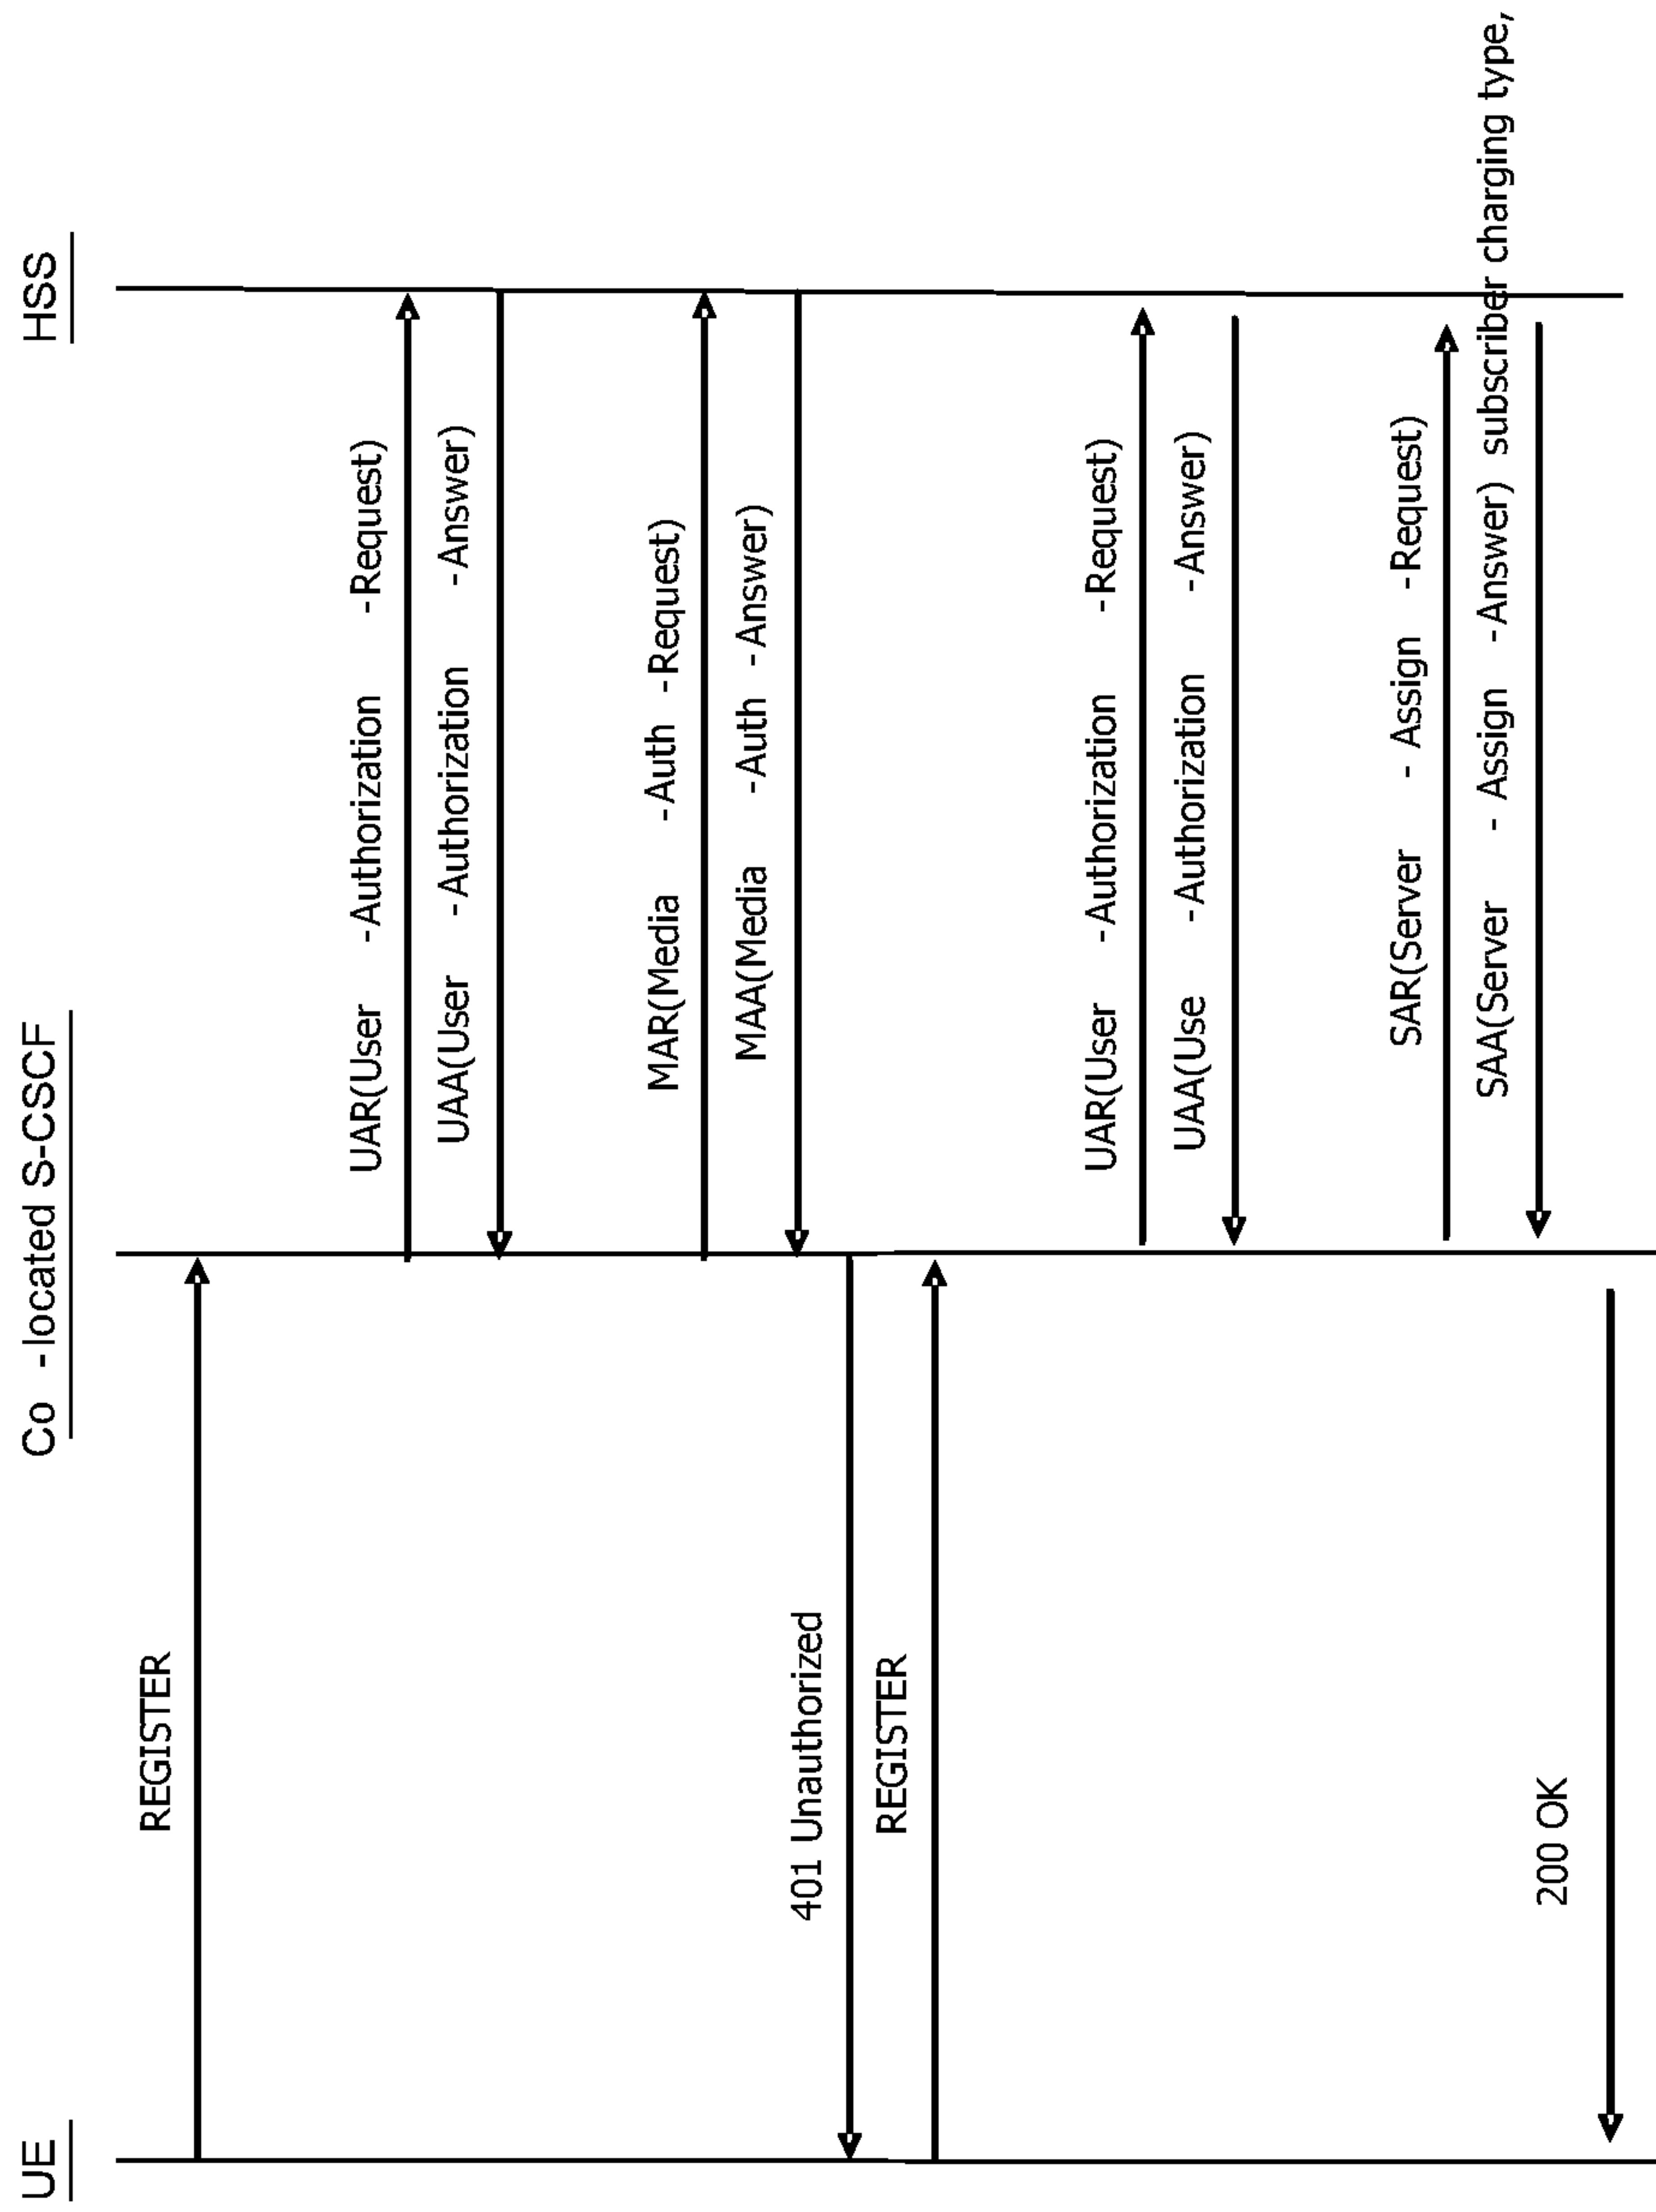 UE
Co -located S-CSCF
HSS
REGISTER
UAR(User -Authorization -Request)
UAA(User -Authorization -Answer)
MAR(Media -Auth -Request)
MAA(Media -Auth -Answer)
401 Unauthorized
REGISTER
UAR(User -Authorization -Request)
UAA(Use -Authorization -Answer)
SAR(Server - Assign -Request)
SAA(Server - Assign -Answer) subscriber charging type,
200 OK